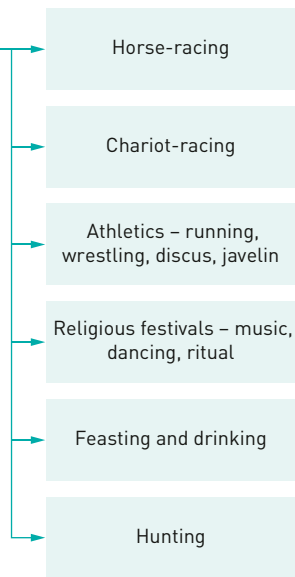 Horse-racing
Chariot-racing
Athletics – running,
wrestling, discus, javelin
Religious festivals – music,
dancing, ritual
Feasting and drinking
Hunting